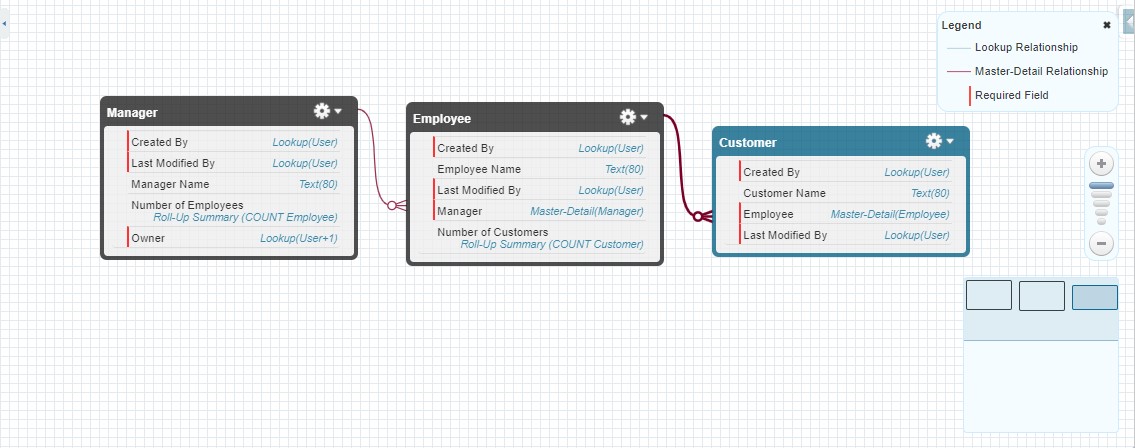 Legend
Lookup Relationship
Master-Detail Relationship
Required Field
Manager
Created By Lookup(User)
Last Modified By Lookup(User)
Manager Name Text(80)
Number of Employees
Roll-Up Summary (COUNT Employee)
Owner Lookup(User+1)
Employee
Created By Lookup(User)
Employee Name Text(80)
Last Modified By Lookup(User)
Manager Master-Detail(Manager)
Number of Customers
Roll-Up Summary (COUNT Customer)
Customer
Created By Lookup(User)
Customer Name Text(80)
Employee Master-Detail(Employee)
Last Modified By Lookup(User)